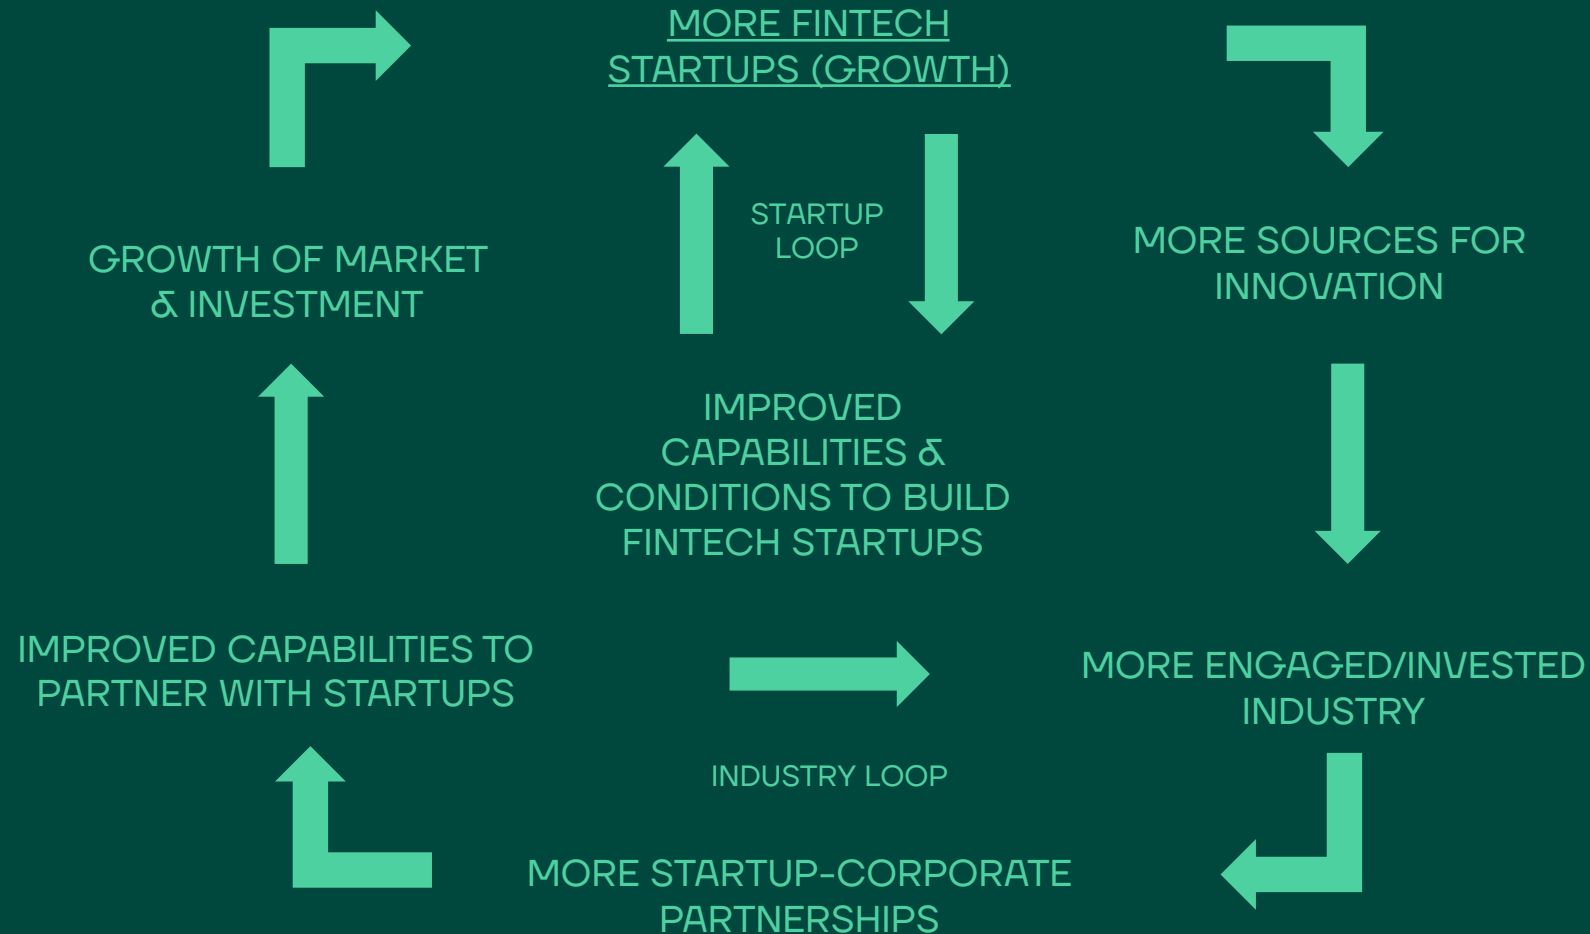 MORE FINTECH
STARTUPS (GROWTH)
STARTUP
LOOP
GROWTH OF MARKET
& INVESTMENT
MORE SOURCES FOR
INNOVATION
IMPROVED
CAPABILITIES &
CONDITIONS TO BUILD
FINTECH STARTUPS
IMPROVED CAPABILITIES TO
PARTNER WITH STARTUPS
MORE ENGAGED/INVESTED
INDUSTRY
INDUSTRY LOOP
MORE STARTUP-CORPORATE
PARTNERSHIPS